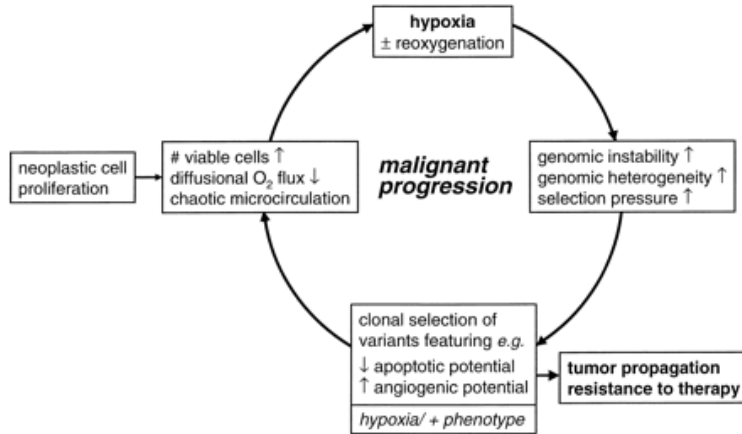 hypoxia
± reoxygenation
neoplastic cell
proliferation
# viable cells ↑
diffusional O₂ flux ↓
chaotic microcirculation
malignant
progression
genomic instability ↑
genomic heterogeneity ↑
selection pressure ↑
clonal selection of
variants featuring e.g.
↓ apoptotic potential
↑ angiogenic potential
hypoxia/ + phenotype
tumor propagation
resistance to therapy